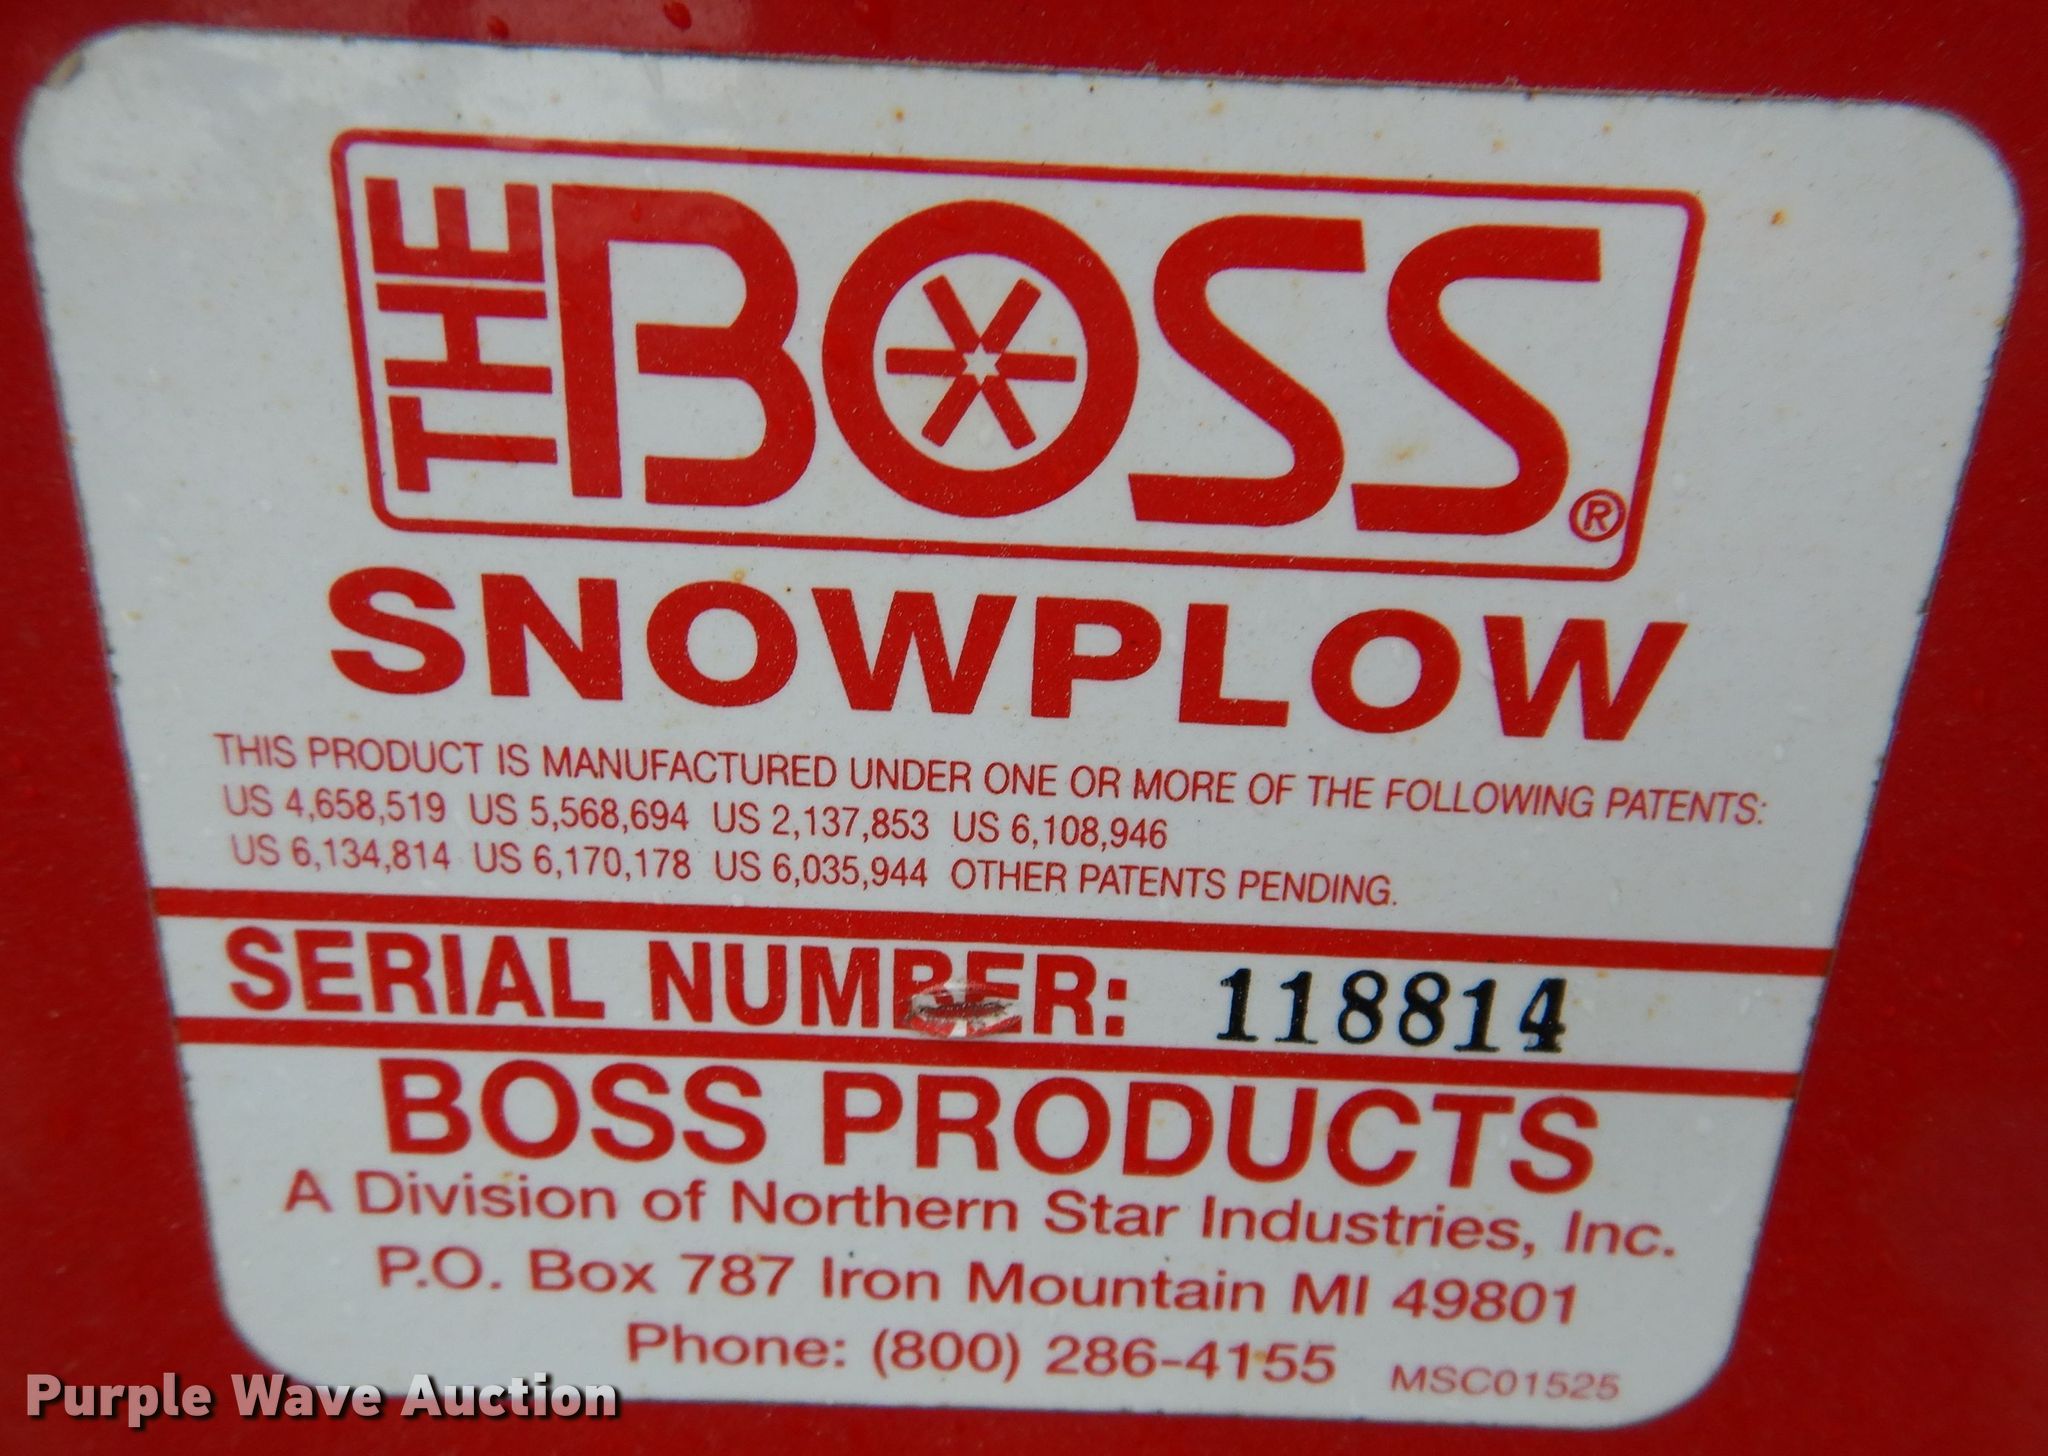 THE BOSS®
SNOWPLOW
THIS PRODUCT IS MANUFACTURED UNDER ONE OR MORE OF THE FOLLOWING PATENTS:
US 4,658,519 US 5,568,694 US 2,137,853 US 6,108,946
US 6,134,814 US 6,170,178 US 6,035,944 OTHER PATENTS PENDING.
SERIAL NUMBER: 118814
BOSS PRODUCTS
A Division of Northern Star Industries, Inc.
P.O. Box 787 Iron Mountain MI 49801
Phone: (800) 286-4155 MSC01525
Purple Wave Auction